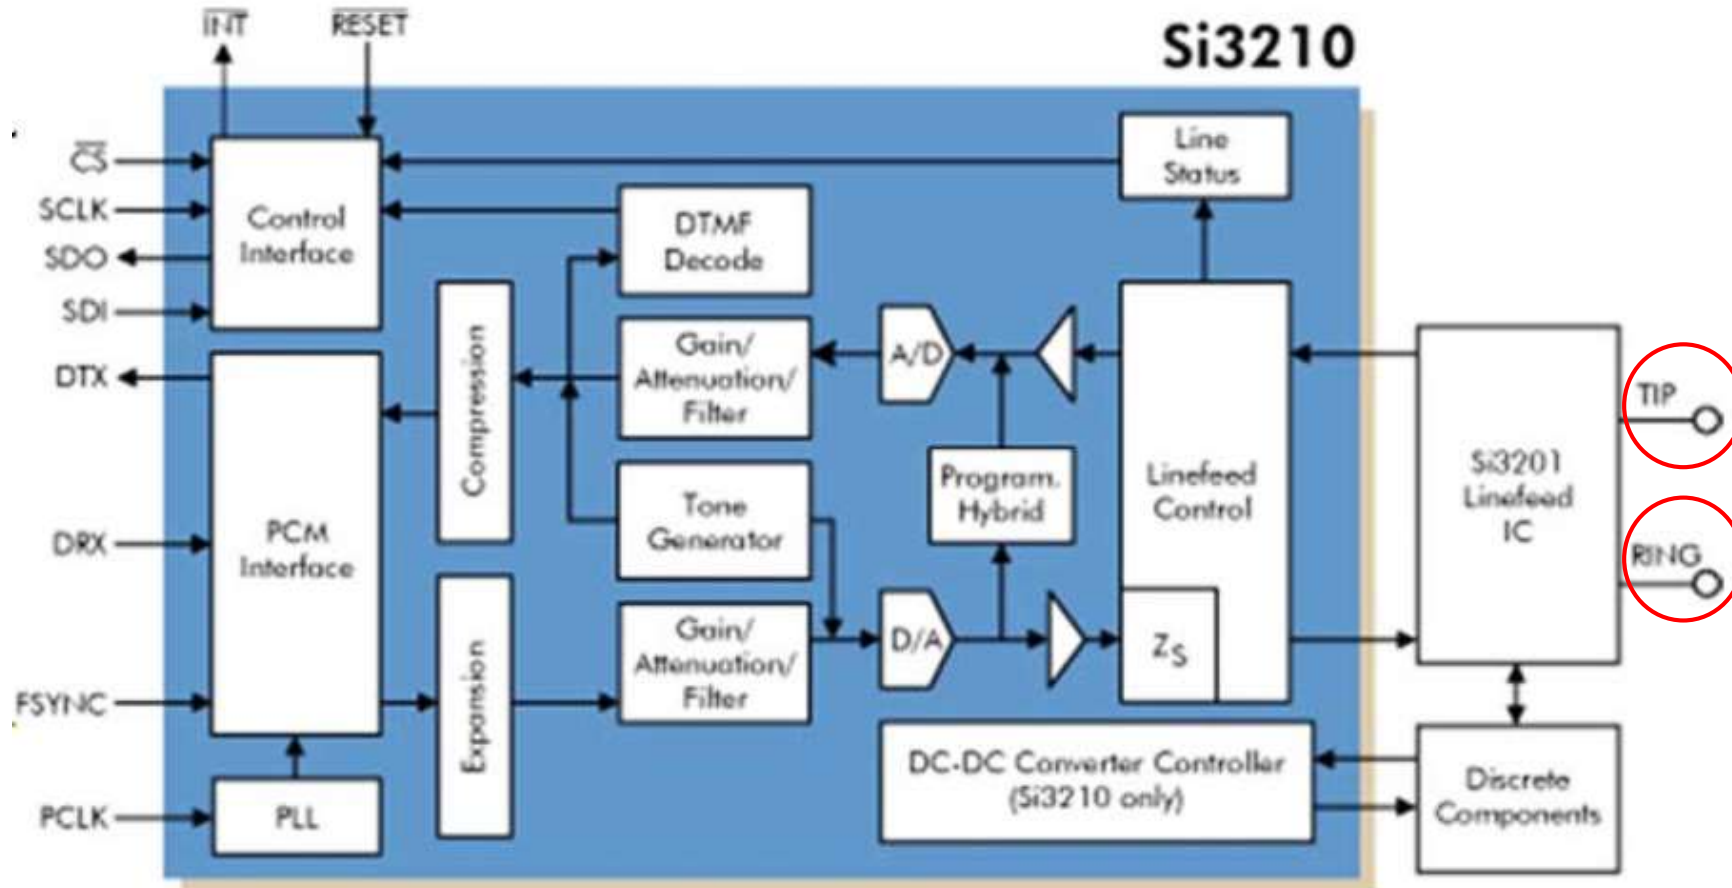 INT
RESET
Si3210
CS
SCLK
SDO
SDI
DTX
DRX
FSYNC
PCLK
Control
Interface
PCM
Interface
PLL
Compression
Expansion
DTMF
Decode
Gain/
Attenuation/
Filter
Tone
Generator
Gain/
Attenuation/
Filter
A/D
D/A
Program.
Hybrid
Line
Status
Linefeed
Control
ZS
DC-DC Converter Controller
(Si3210 only)
Si3201
Linefeed
IC
TIP
RING
Discrete
Components